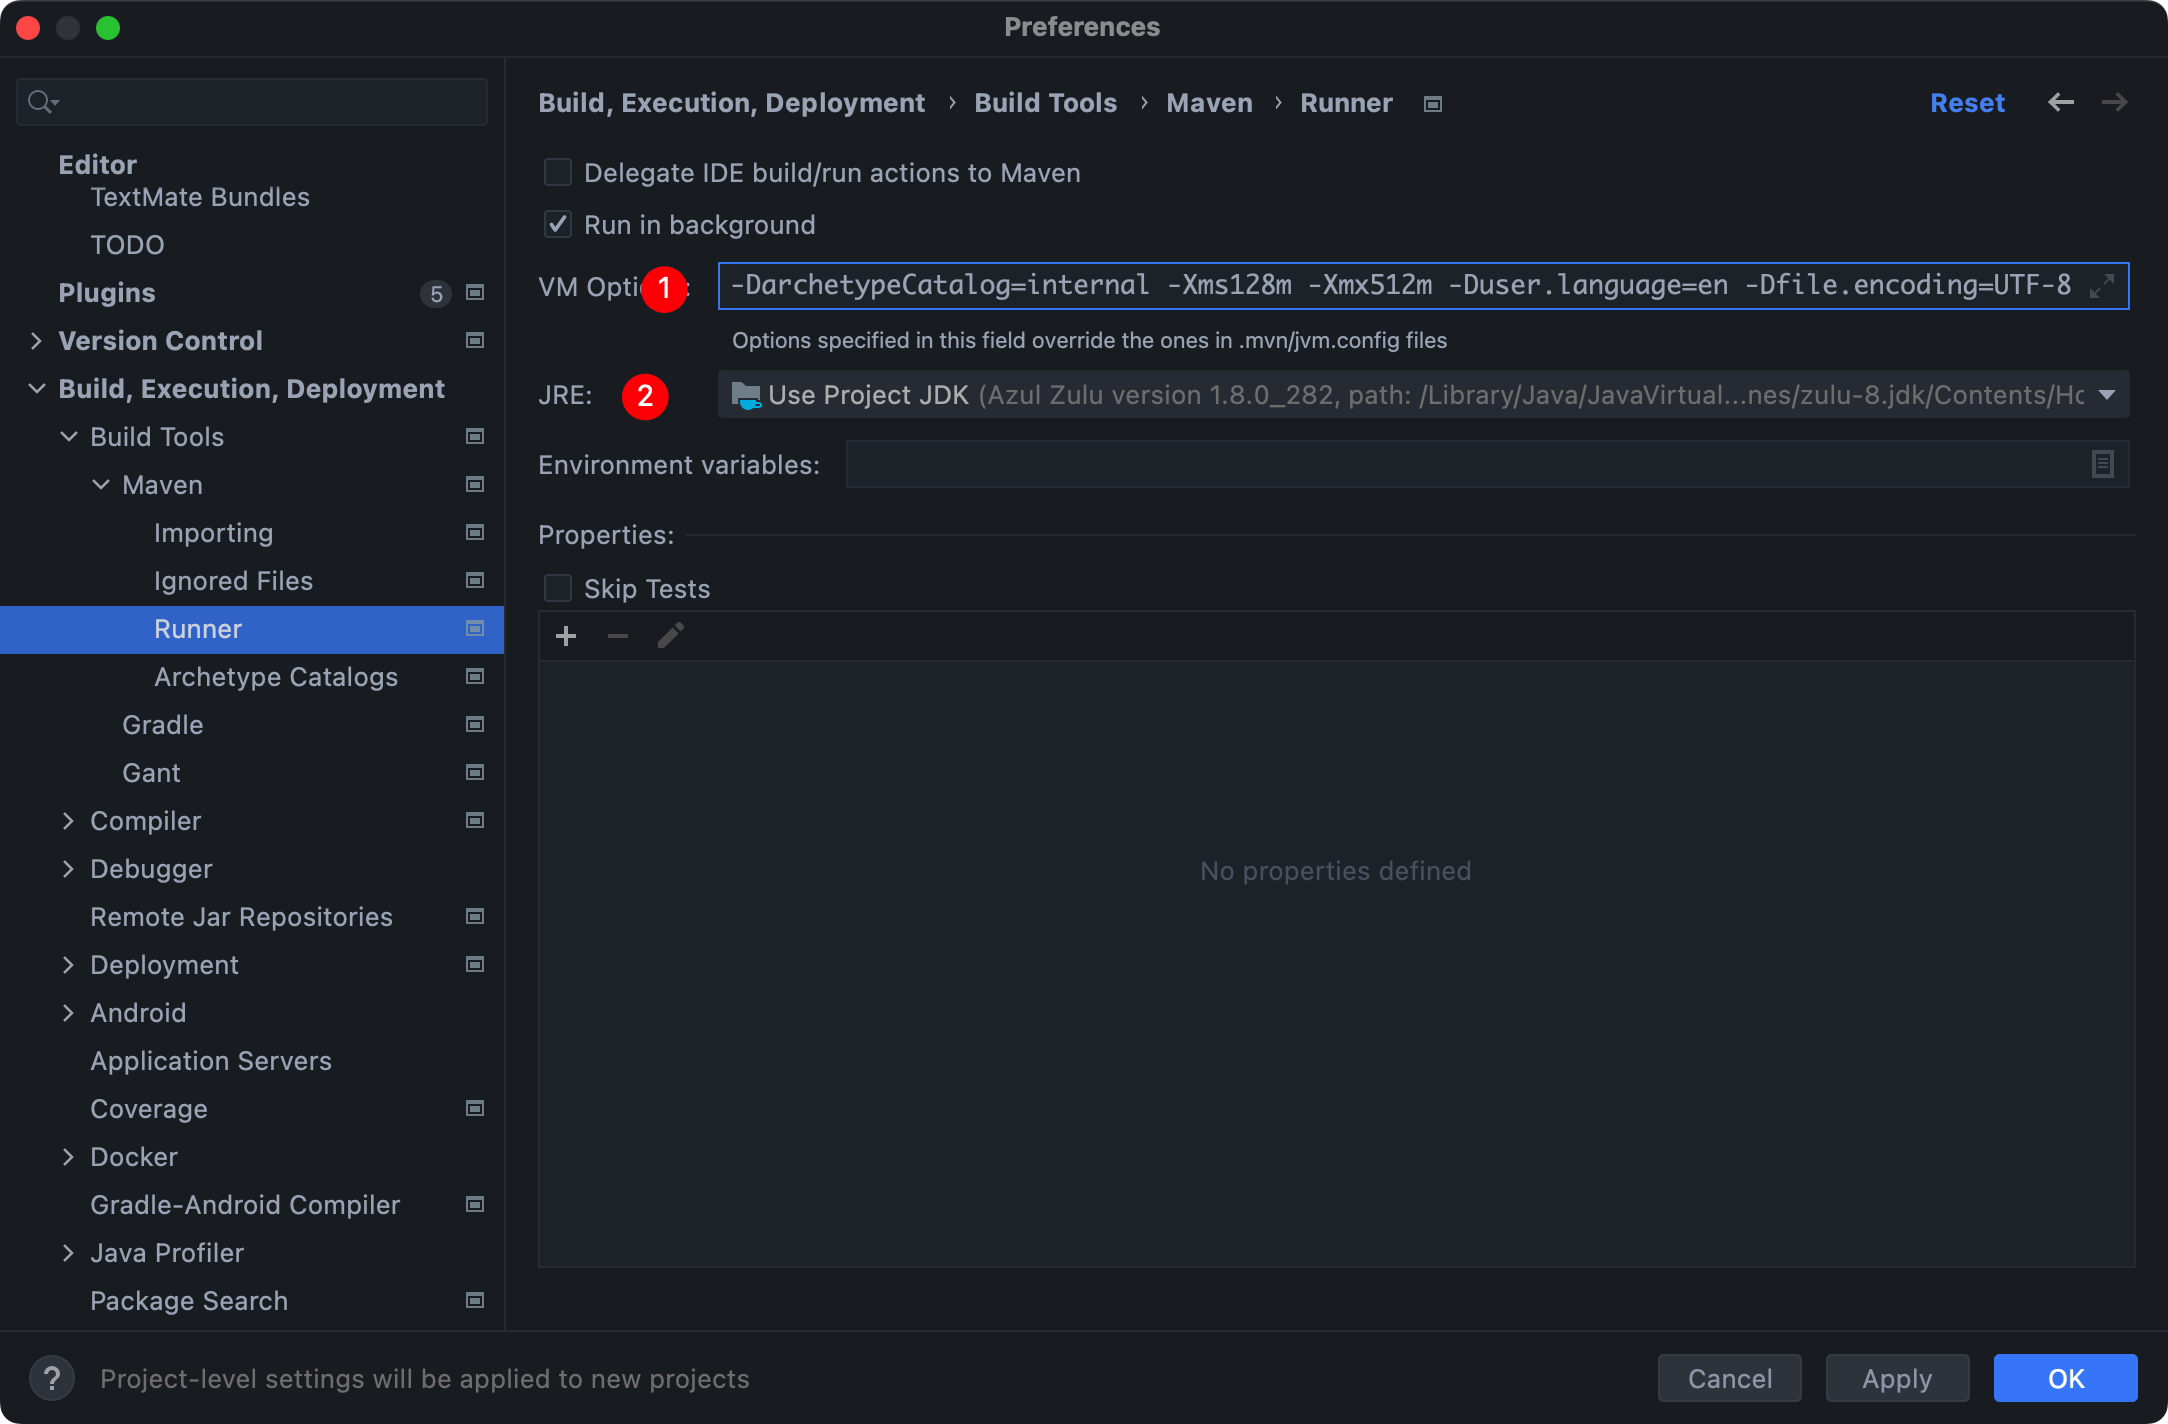 Preferences
Editor
TextMate Bundles
TODO
Plugins 5
Version Control
Build, Execution, Deployment
Build Tools
Maven
Importing
Ignored Files
Runner
Archetype Catalogs
Gradle
Gant
Compiler
Debugger
Remote Jar Repositories
Deployment
Android
Application Servers
Coverage
Docker
Gradle-Android Compiler
Java Profiler
Package Search
Build, Execution, Deployment › Build Tools › Maven › Runner
Reset
Delegate IDE build/run actions to Maven
Run in background
VM Opti 1 : -DarchetypeCatalog=internal -Xms128m -Xmx512m -Duser.language=en -Dfile.encoding=UTF-8
Options specified in this field override the ones in .mvn/jvm.config files
JRE: 2 Use Project JDK (Azul Zulu version 1.8.0_282, path: /Library/Java/JavaVirtual...nes/zulu-8.jdk/Contents/Hc
Environment variables:
Properties:
Skip Tests
No properties defined
? Project-level settings will be applied to new projects
Cancel Apply OK